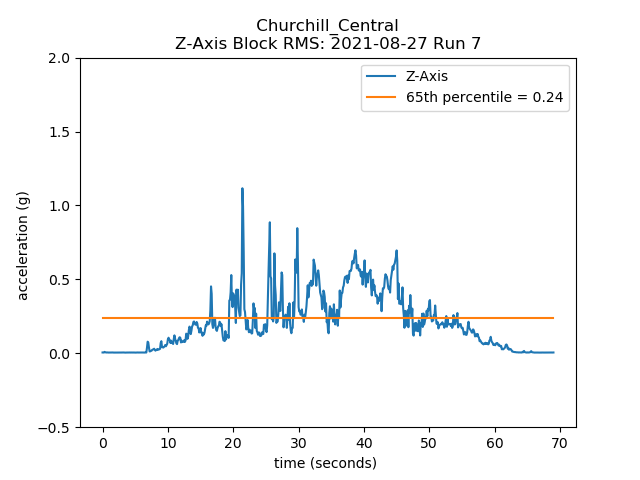 Churchill_Central
Z-Axis Block RMS: 2021-08-27 Run 7
Z-Axis
65th percentile = 0.24
acceleration (g)
2.0
1.5
1.0
0.5
0.0
−0.5
0 10 20 30 40 50 60 70
time (seconds)